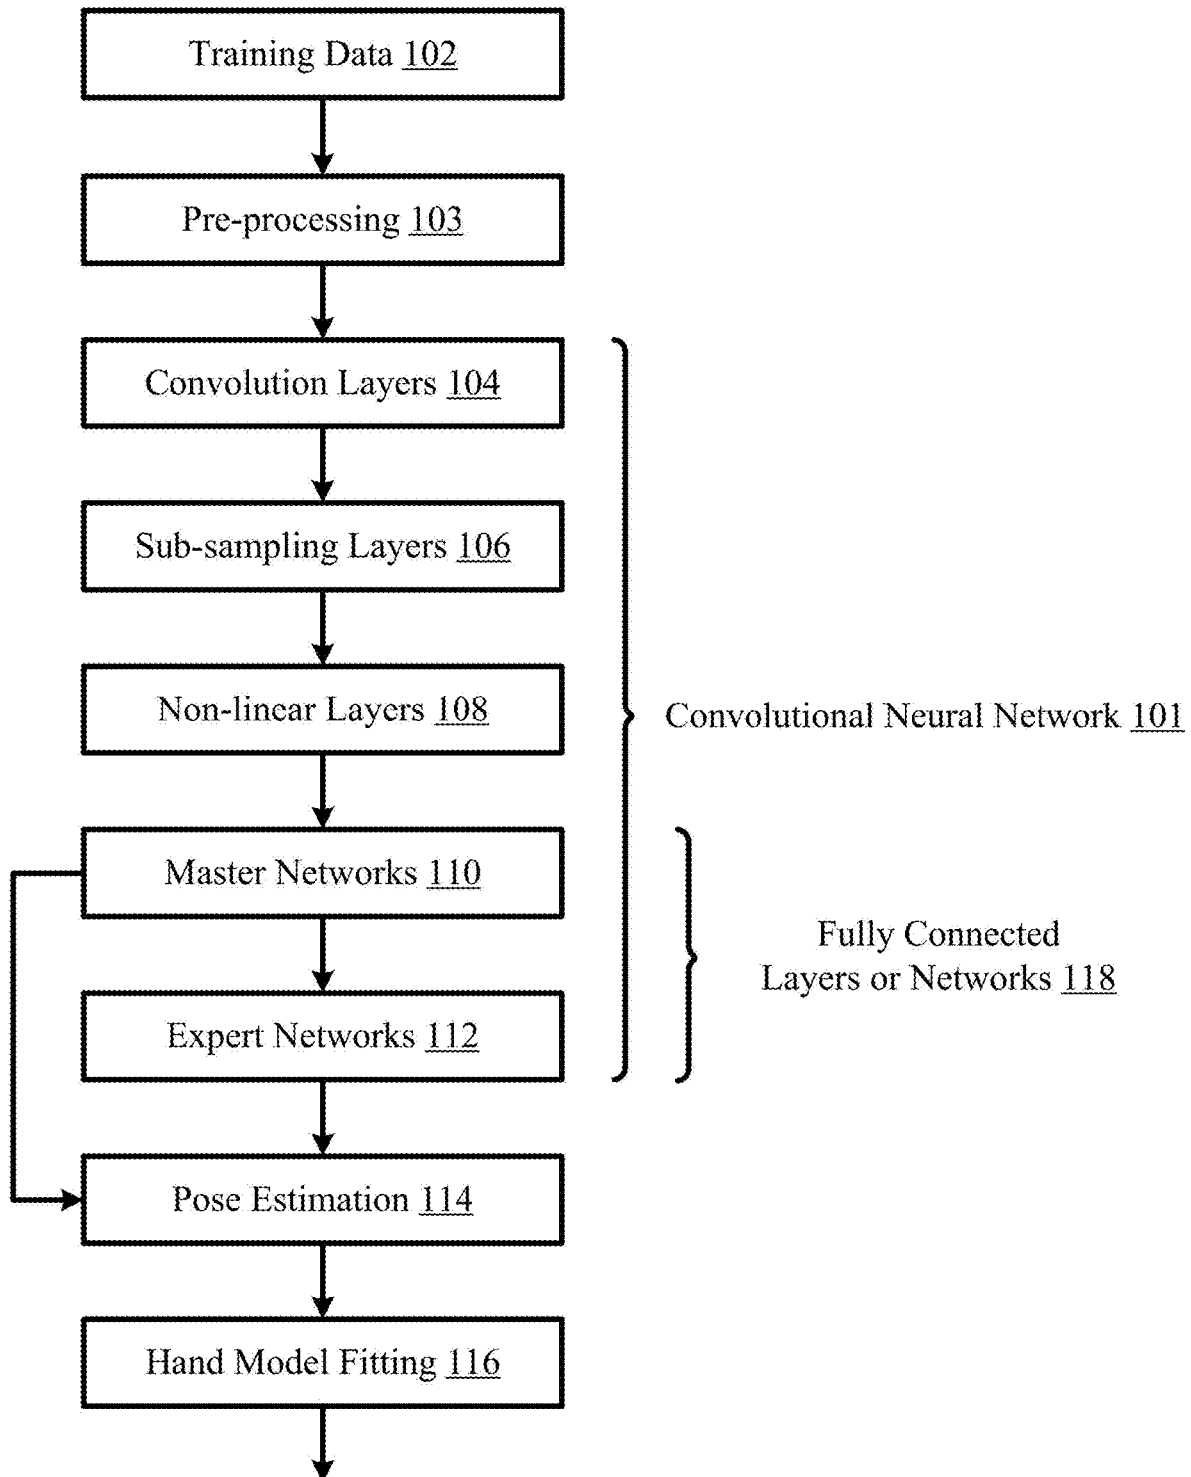 Training Data 102
Pre-processing 103
Convolution Layers 104
Sub-sampling Layers 106
Non-linear Layers 108
Convolutional Neural Network 101
Master Networks 110
Fully Connected
Layers or Networks 118
Expert Networks 112
Pose Estimation 114
Hand Model Fitting 116